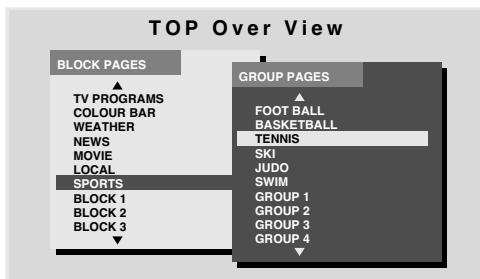 TOP Over View
BLOCK PAGES
TV PROGRAMS
COLOUR BAR
WEATHER
NEWS
MOVIE
LOCAL
SPORTS
BLOCK 1
BLOCK 2
BLOCK 3
GROUP PAGES
FOOT BALL
BASKETBALL
TENNIS
SKI
JUDO
SWIM
GROUP 1
GROUP 2
GROUP 3
GROUP 4